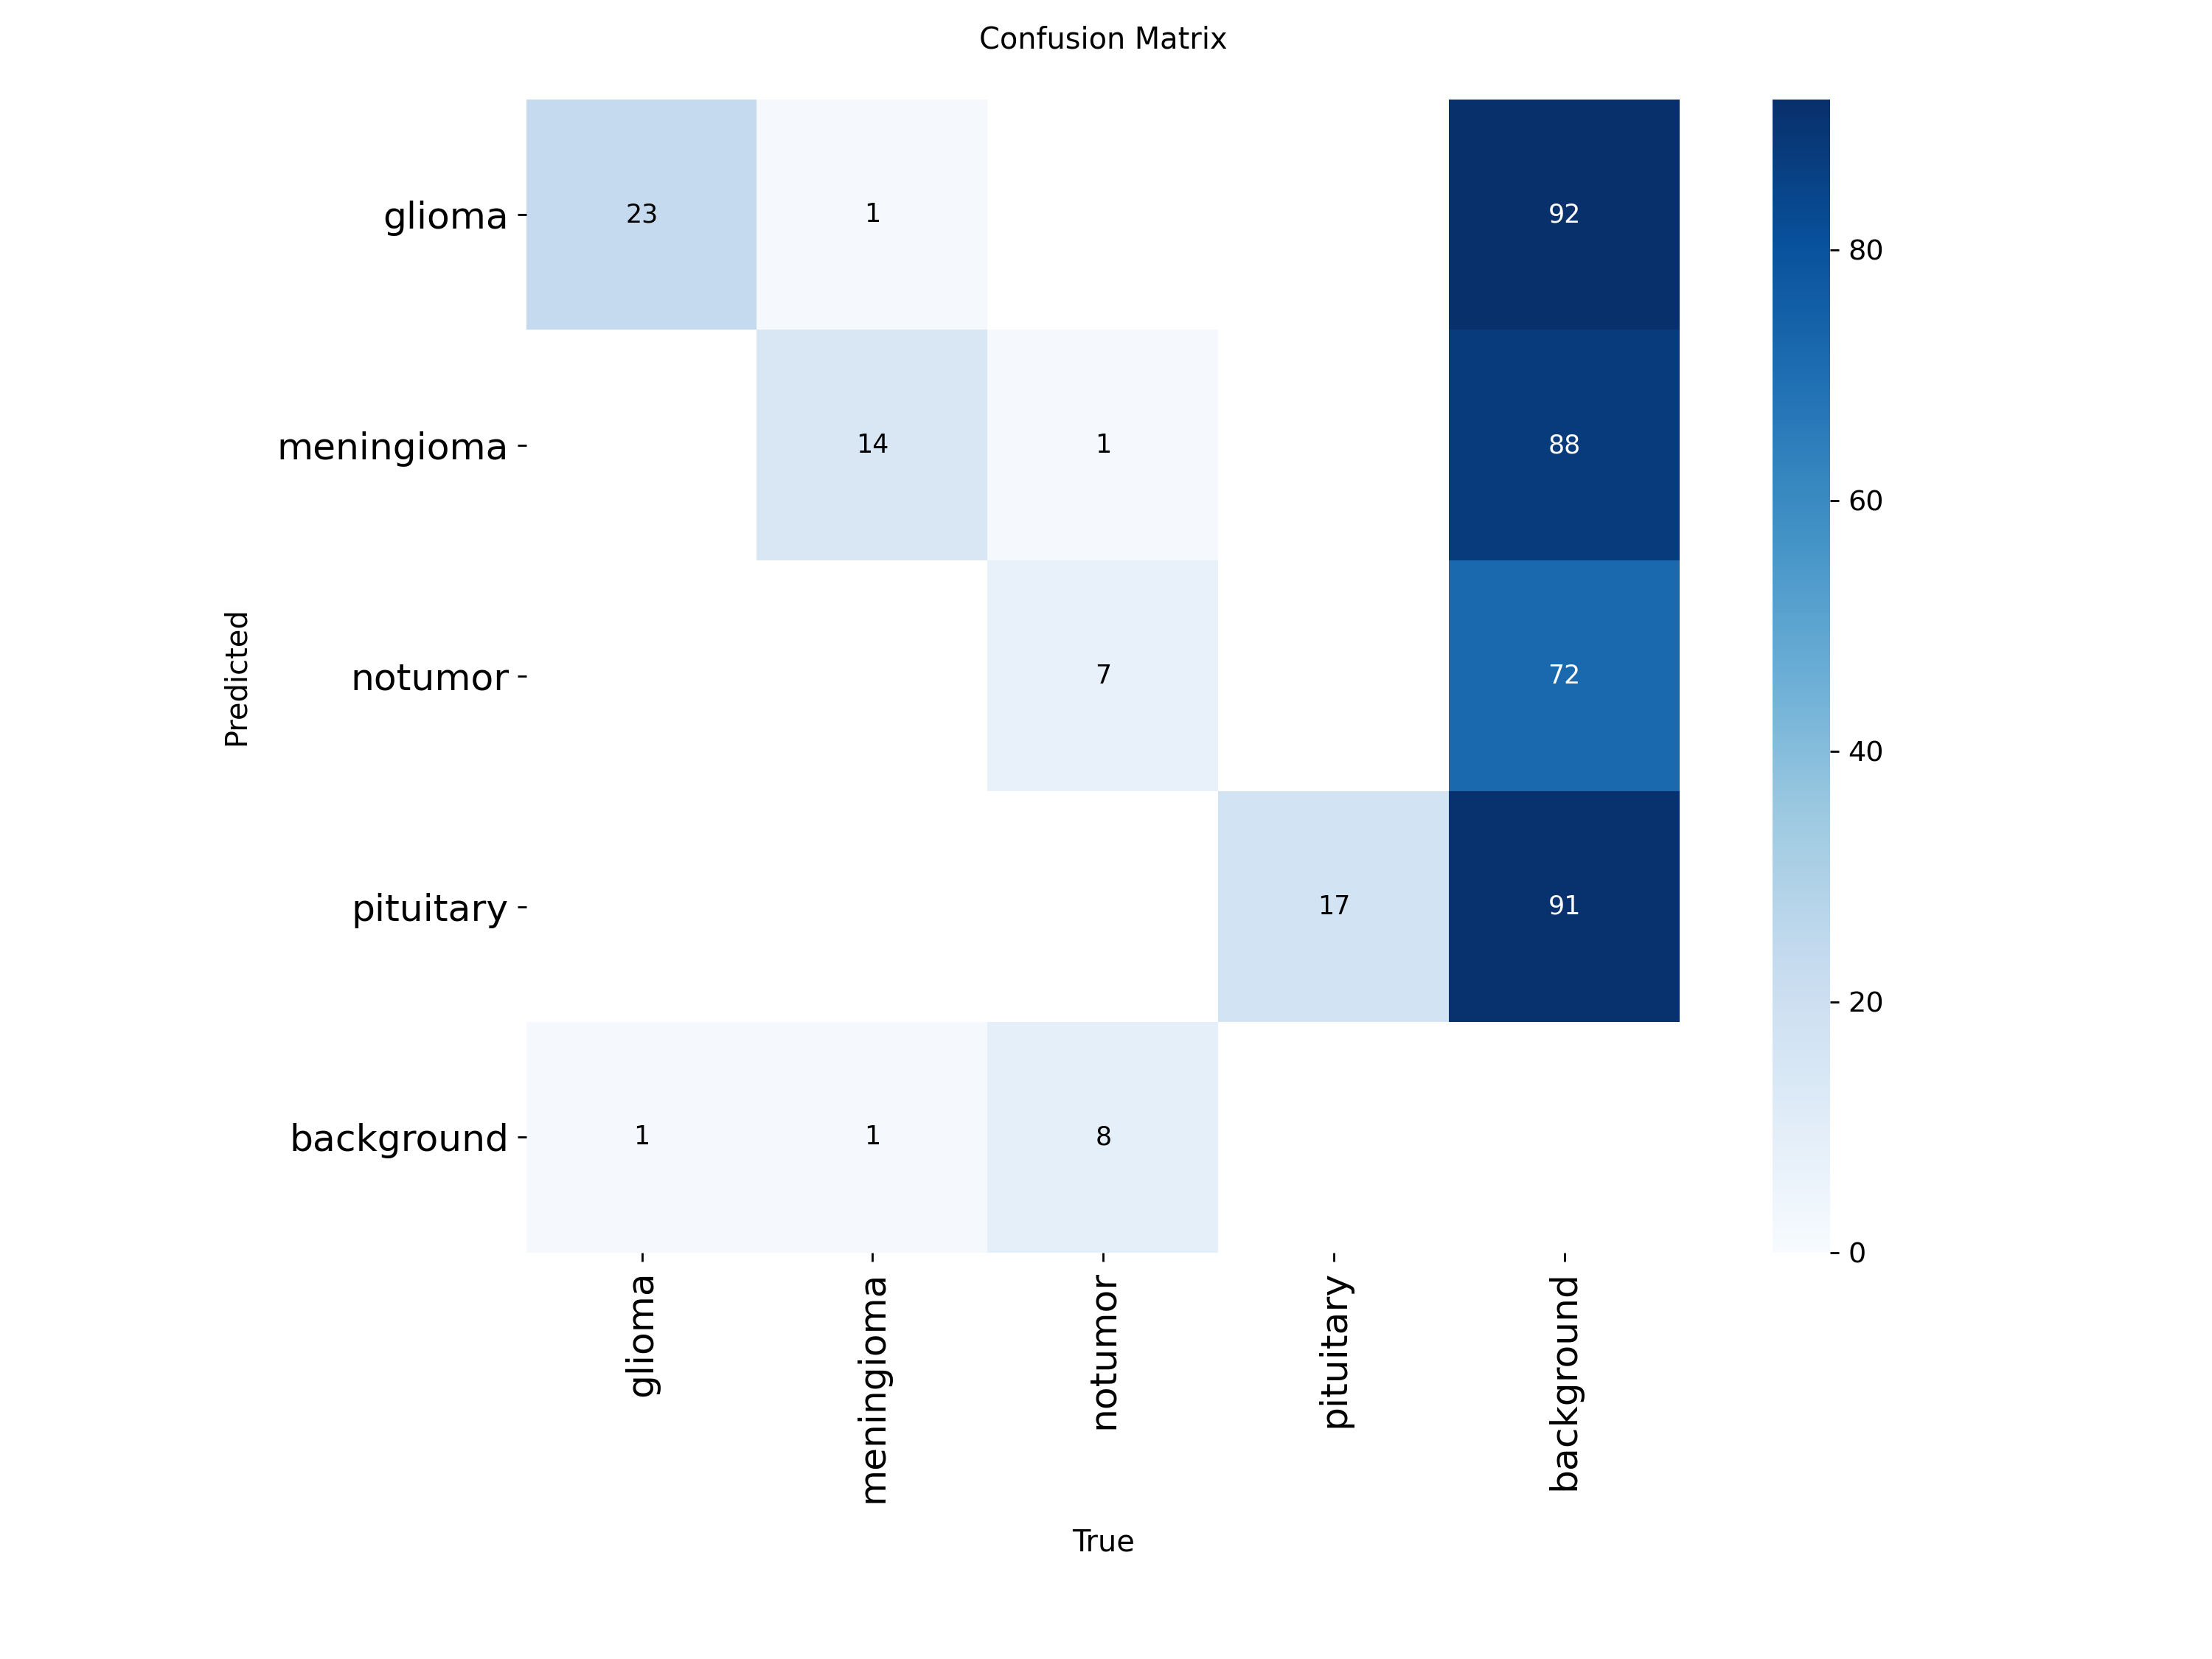 Confusion Matrix
glioma
23
1
92
80
meningioma
14
1
88
60
Predicted
notumor
7
72
40
pituitary
17
91
20
background
1
1
8
0
glioma
meningioma
notumor
pituitary
background
True